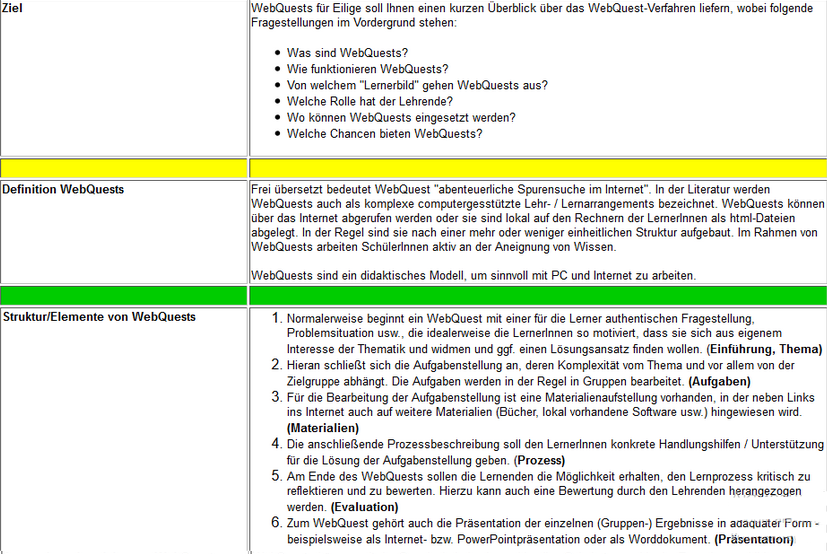 Ziel
WebQuests für Eilige soll Ihnen einen kurzen Überblick über das WebQuest-Verfahren liefern, wobei folgende
Fragestellungen im Vordergrund stehen:
• Was sind WebQuests?
• Wie funktionieren WebQuests?
• Von welchem "Lernerbild" gehen WebQuests aus?
• Welche Rolle hat der Lehrende?
• Wo können WebQuests eingesetzt werden?
• Welche Chancen bieten WebQuests?
Definition WebQuests
Frei übersetzt bedeutet WebQuest "abenteuerliche Spurensuche im Internet". In der Literatur werden
WebQuests auch als komplexe computergesstützte Lehr- / Lernarrangements bezeichnet. WebQuests können
über das Internet abgerufen werden oder sie sind lokal auf den Rechnern der LernerInnen als html-Dateien
abgelegt. In der Regel sind sie nach einer mehr oder weniger einheitlichen Struktur aufgebaut. Im Rahmen von
WebQuests arbeiten SchülerInnen aktiv an der Aneignung von Wissen.
WebQuests sind ein didaktisches Modell, um sinnvoll mit PC und Internet zu arbeiten.
Struktur/Elemente von WebQuests
1. Normalerweise beginnt ein WebQuest mit einer für die Lerner authentischen Fragestellung,
Problemsituation usw., die idealerweise die LernerInnen so motiviert, dass sie sich aus eigenem
Interesse der Thematik und widmen und ggf. einen Lösungsansatz finden wollen. (Einführung, Thema)
2. Hieran schließt sich die Aufgabenstellung an, deren Komplexität vom Thema und vor allem von der
Zielgruppe abhängt. Die Aufgaben werden in der Regel in Gruppen bearbeitet. (Aufgaben)
3. Für die Bearbeitung der Aufgabenstellung ist eine Materialienaufstellung vorhanden, in der neben Links
ins Internet auch auf weitere Materialien (Bücher, lokal vorhandene Software usw.) hingewiesen wird.
(Materialien)
4. Die anschließende Prozessbeschreibung soll den LernerInnen konkrete Handlungshilfen / Unterstützung
für die Lösung der Aufgabenstellung geben. (Prozess)
5. Am Ende des WebQuests sollen die Lernenden die Möglichkeit erhalten, den Lernprozess kritisch zu
reflektieren und zu bewerten. Hierzu kann auch eine Bewertung durch den Lehrenden herangezogen
werden. (Evaluation)
6. Zum WebQuest gehört auch die Präsentation der einzelnen (Gruppen-) Ergebnisse in adäquater Form -
beispielsweise als Internet- bzw. PowerPointpräsentation oder als Worddokument. (Präsentation)